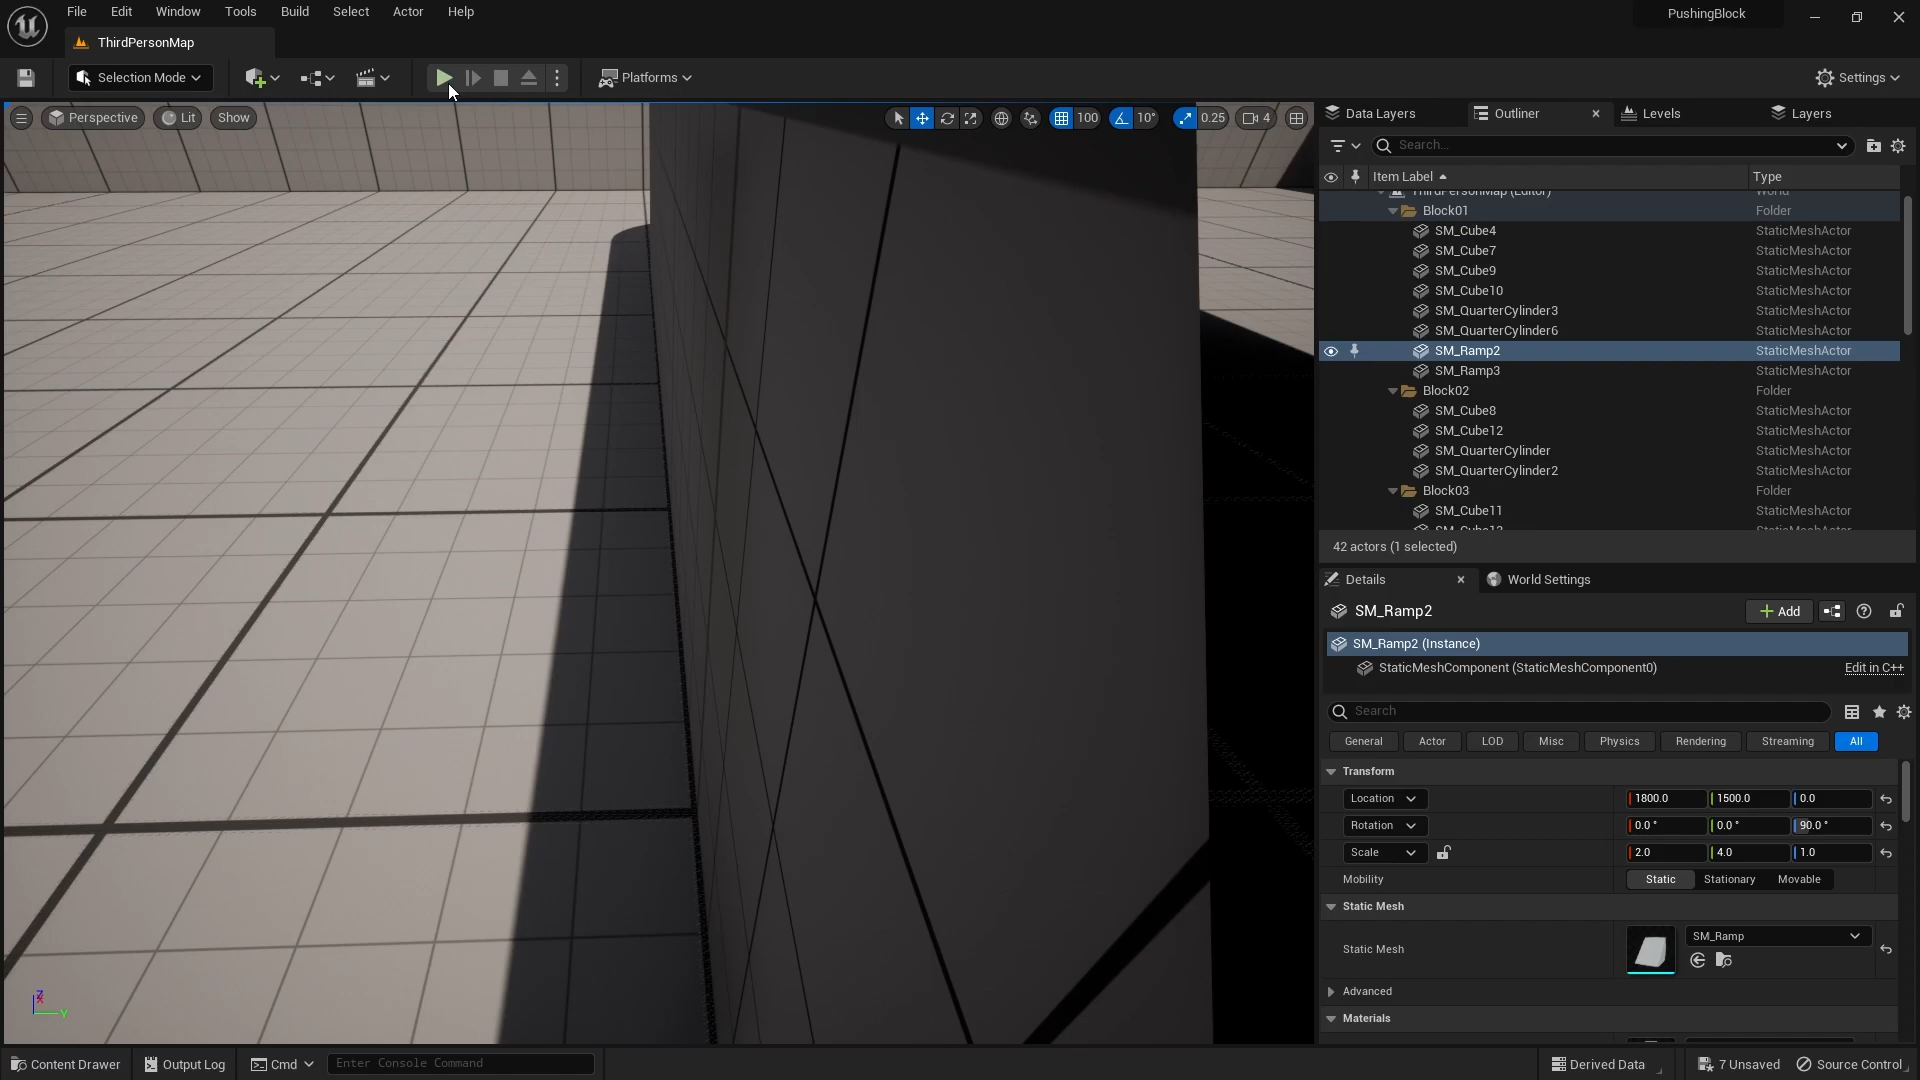 File Edit Window Tools Build Select Actor Help
PushingBlock
ThirdPersonMap
Selection Mode
Platforms
Settings
Perspective Lit Show
100 10° 0.25 4
Data Layers Outliner Levels Layers
Search...
Item Label Type
ThirdPersonMap (Editor) World
Block01 Folder
SM_Cube4 StaticMeshActor
SM_Cube7 StaticMeshActor
SM_Cube9 StaticMeshActor
SM_Cube10 StaticMeshActor
SM_QuarterCylinder3 StaticMeshActor
SM_QuarterCylinder6 StaticMeshActor
SM_Ramp2 StaticMeshActor
SM_Ramp3 StaticMeshActor
Block02 Folder
SM_Cube8 StaticMeshActor
SM_Cube12 StaticMeshActor
SM_QuarterCylinder StaticMeshActor
SM_QuarterCylinder2 StaticMeshActor
Block03 Folder
SM_Cube11 StaticMeshActor
StaticMeshActor
42 actors (1 selected)
Details World Settings
SM_Ramp2
Add
SM_Ramp2 (Instance)
StaticMeshComponent (StaticMeshComponent0) Edit in C++
Search
General Actor LOD Misc Physics Rendering Streaming All
Transform
Location 1800.0 1500.0 0.0
Rotation 0.0 ° 0.0 ° 90.0 °
Scale 2.0 4.0 1.0
Mobility Static Stationary Movable
Static Mesh
Static Mesh SM_Ramp
Advanced
Materials
Z
X
Y
Content Drawer Output Log Cmd Enter Console Command Derived Data 7 Unsaved Source Control